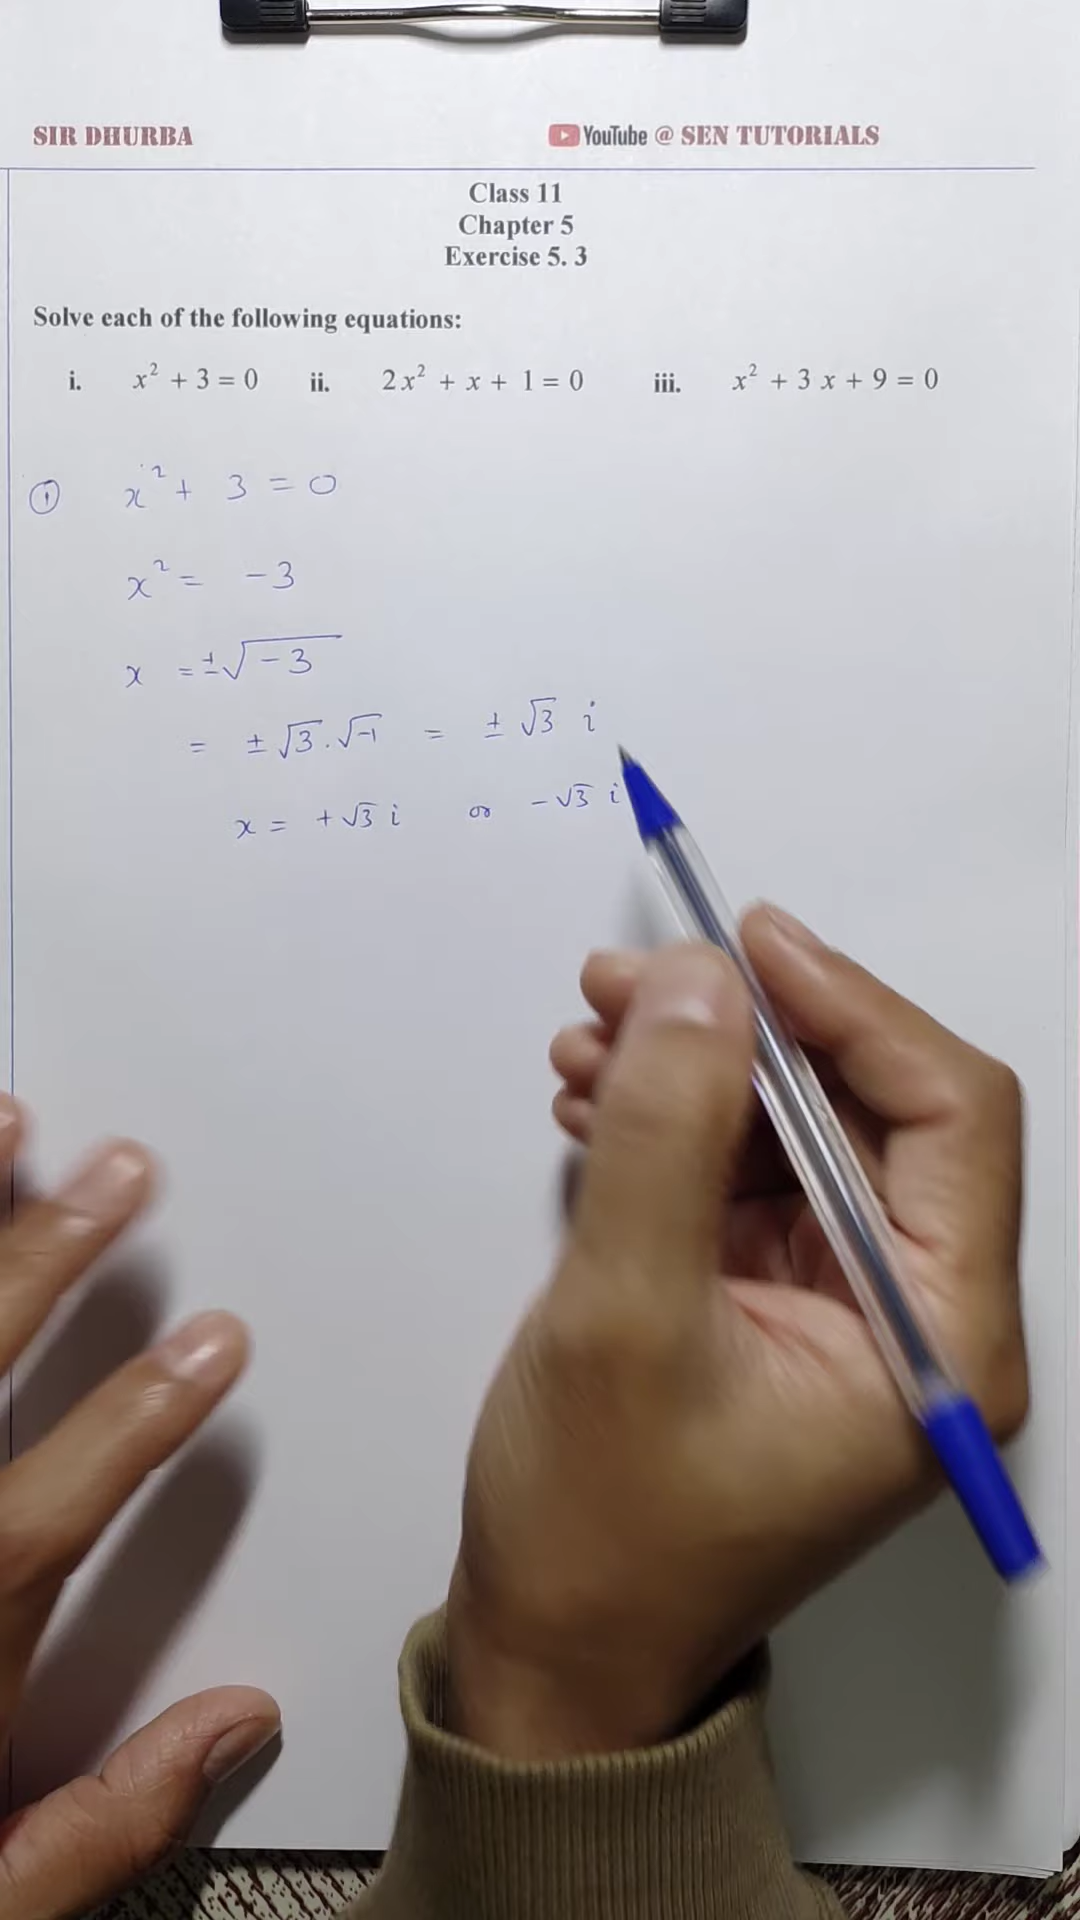 SIR DHURBA YouTube @ SEN TUTORIALS
Class 11
Chapter 5
Exercise 5. 3
Solve each of the following equations:
i. x² + 3 = 0 ii. 2x² + x + 1 = 0 iii. x² + 3 x + 9 = 0
① x² + 3 = 0
x² = -3
x = ±√-3
= ±√3.√-1 = ±√3 i
x = +√3 i or -√3 i